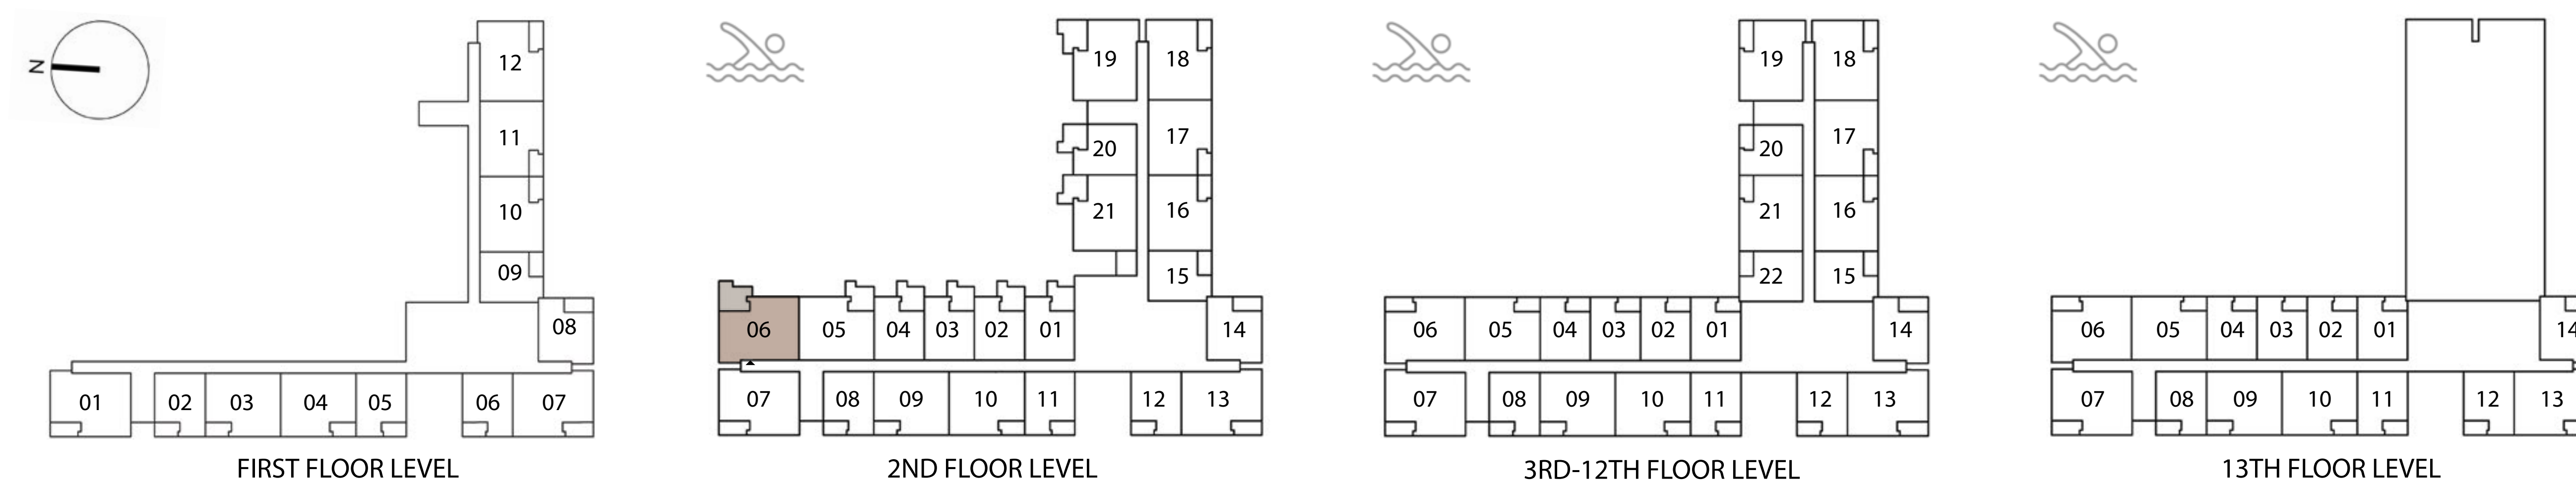 N
12
11
10
09
08
01 02 03 04 05 06 07
FIRST FLOOR LEVEL
19 18
20 17
21 16
15
06 05 04 03 02 01 14
07 08 09 10 11 12 13
2ND FLOOR LEVEL
19 18
20 17
21 16
22 15
06 05 04 03 02 01 14
07 08 09 10 11 12 13
3RD-12TH FLOOR LEVEL
06 05 04 03 02 01 14
07 08 09 10 11 12 13
13TH FLOOR LEVEL